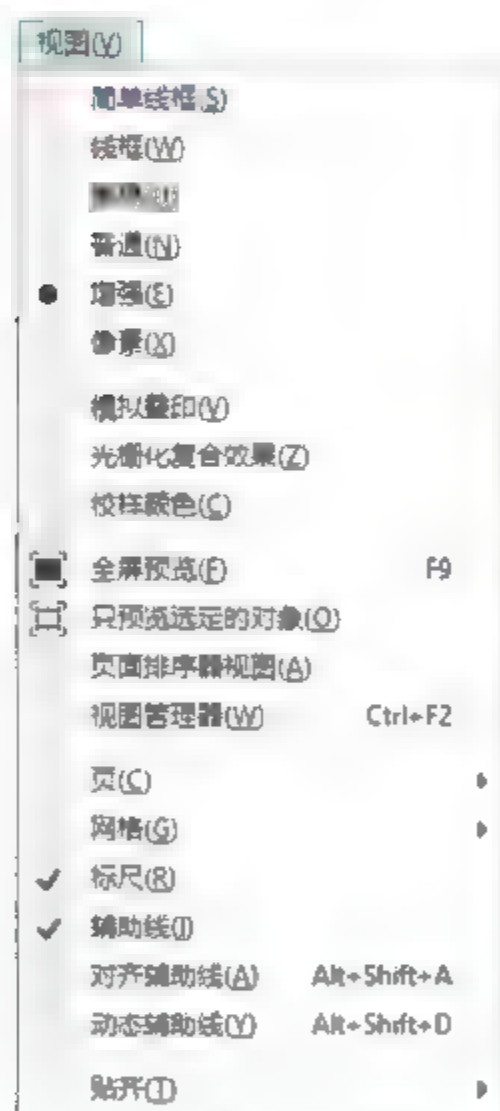 视图(V)
简单线框(S)
线框(W)
普通(N)
增强(E)
像素(X)
模拟叠印(V)
光栅化复合效果(Z)
校样颜色(C)
全屏预览(F) F9
只预览选定的对象(O)
页面排序器视图(A)
视图管理器(W) Ctrl+F2
页(C)
网格(G)
标尺(R)
辅助线(I)
对齐辅助线(A) Alt+Shift+A
动态辅助线(Y) Alt+Shift+D
贴齐(T)